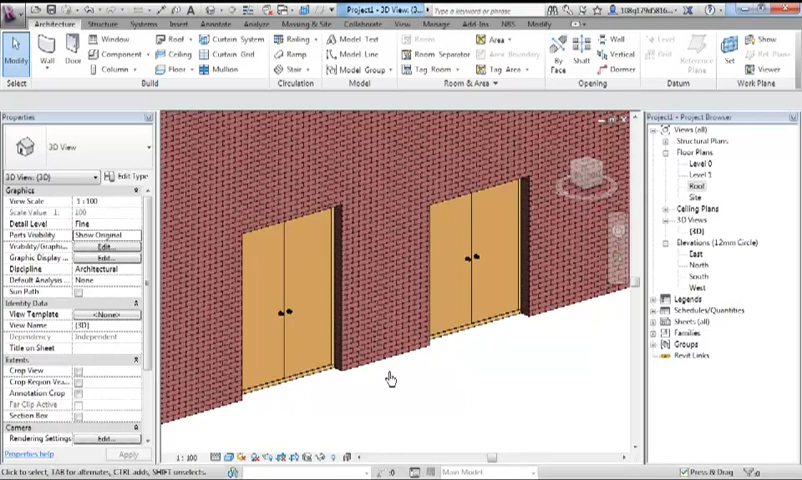 Project1 - 3D View: {3...
Type a keyword or phrase
Architecture Structure Systems Insert Annotate Analyze Massing & Site Collaborate View Manage Add-Ins NBS Modify
Modify
Wall
Door
Window
Component
Column
Roof
Ceiling
Floor
Curtain System
Curtain Grid
Mullion
Railing
Ramp
Stair
Model Text
Model Line
Model Group
Room
Room Separator
Tag Room
Area
Area Boundary
Tag Area
By Face
Shaft
Wall
Vertical
Dormer
Level
Grid
Reference Plane
Set
Show
Ref Plane
Viewer
Select Build Circulation Model Room & Area Opening Datum Work Plane
Properties
3D View
3D View: {3D}
Edit Type
Graphics
View Scale 1:100
Scale Value 1: 100
Detail Level Fine
Parts Visibility Show Original
Visibility/Graphi... Edit...
Graphic Display ... Edit...
Discipline Architectural
Default Analysis ... None
Sun Path
Identity Data
View Template <None>
View Name {3D}
Dependency Independent
Title on Sheet
Extents
Crop View
Crop Region Vea...
Annotation Crop
Far Clip Active
Section Box
Camera
Rendering Settings Edit...
Properties help
Apply
1 : 100
Project1 - Project Browser
Views (all)
Structural Plans
Floor Plans
Level 0
Level 1
Roof
Site
Ceiling Plans
3D Views
{3D}
Elevations (12mm Circle)
East
North
South
West
Legends
Schedules/Quantities
Sheets (all)
Families
Groups
Revit Links
Click to select, TAB for alternates, CTRL adds, SHIFT unselects.
:0
Main Model
Press & Drag
:0